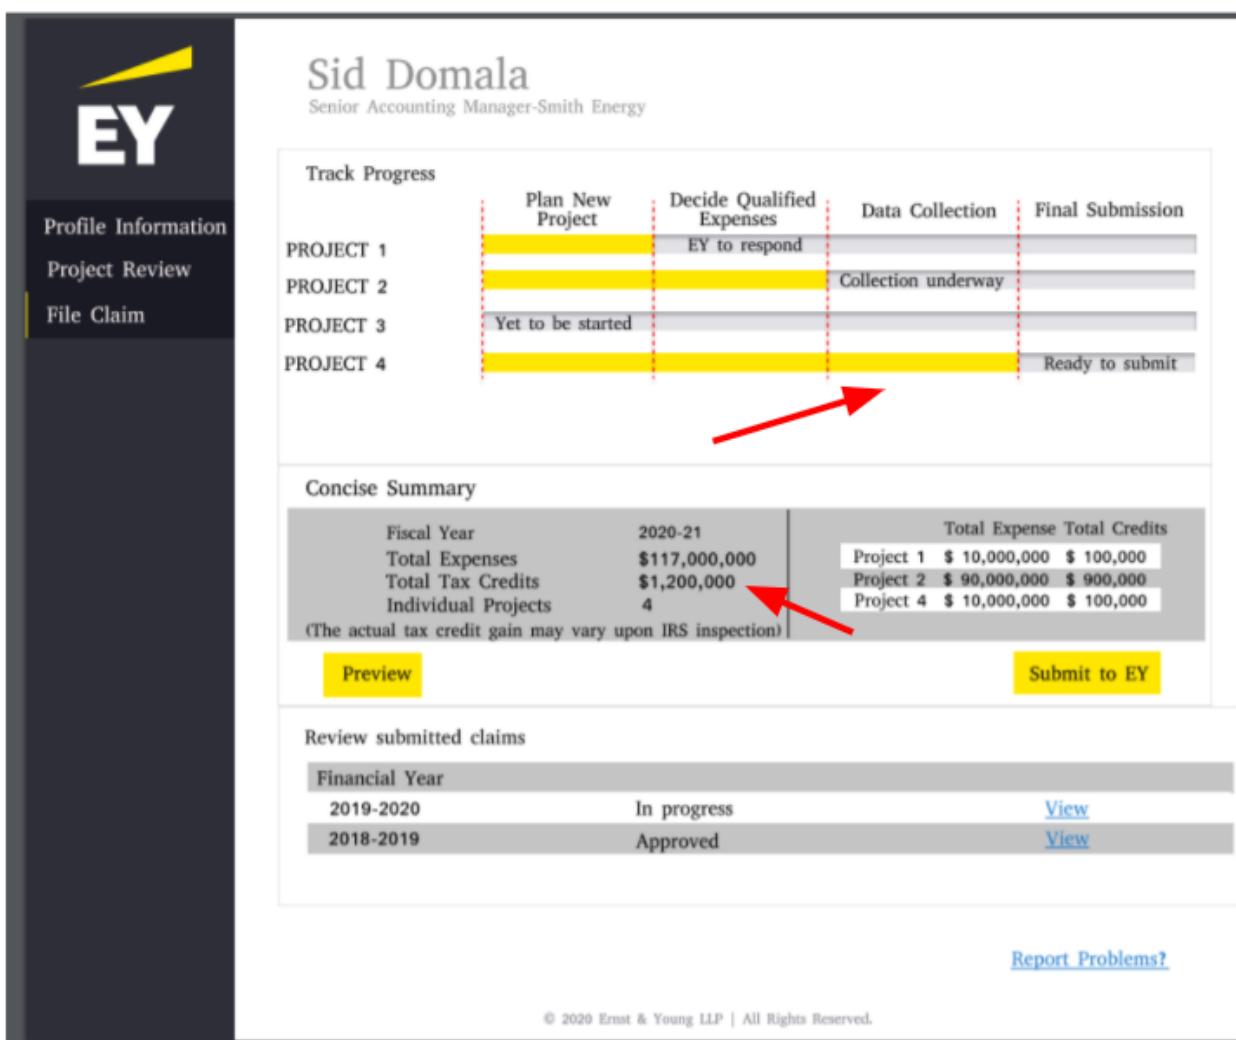 EY
Profile Information
Project Review
File Claim
Sid Domala
Senior Accounting Manager-Smith Energy
Track Progress
Plan New Project
Decide Qualified Expenses
Data Collection
Final Submission
PROJECT 1
EY to respond
PROJECT 2
Collection underway
PROJECT 3
Yet to be started
PROJECT 4
Ready to submit
Concise Summary
Fiscal Year 2020-21
Total Expenses $117,000,000
Total Tax Credits $1,200,000
Individual Projects 4
(The actual tax credit gain may vary upon IRS inspection)
Total Expense Total Credits
Project 1 $ 10,000,000 $ 100,000
Project 2 $ 90,000,000 $ 900,000
Project 4 $ 10,000,000 $ 100,000
Preview
Submit to EY
Review submitted claims
Financial Year
2019-2020 In progress View
2018-2019 Approved View
Report Problems?
© 2020 Ernst & Young LLP | All Rights Reserved.